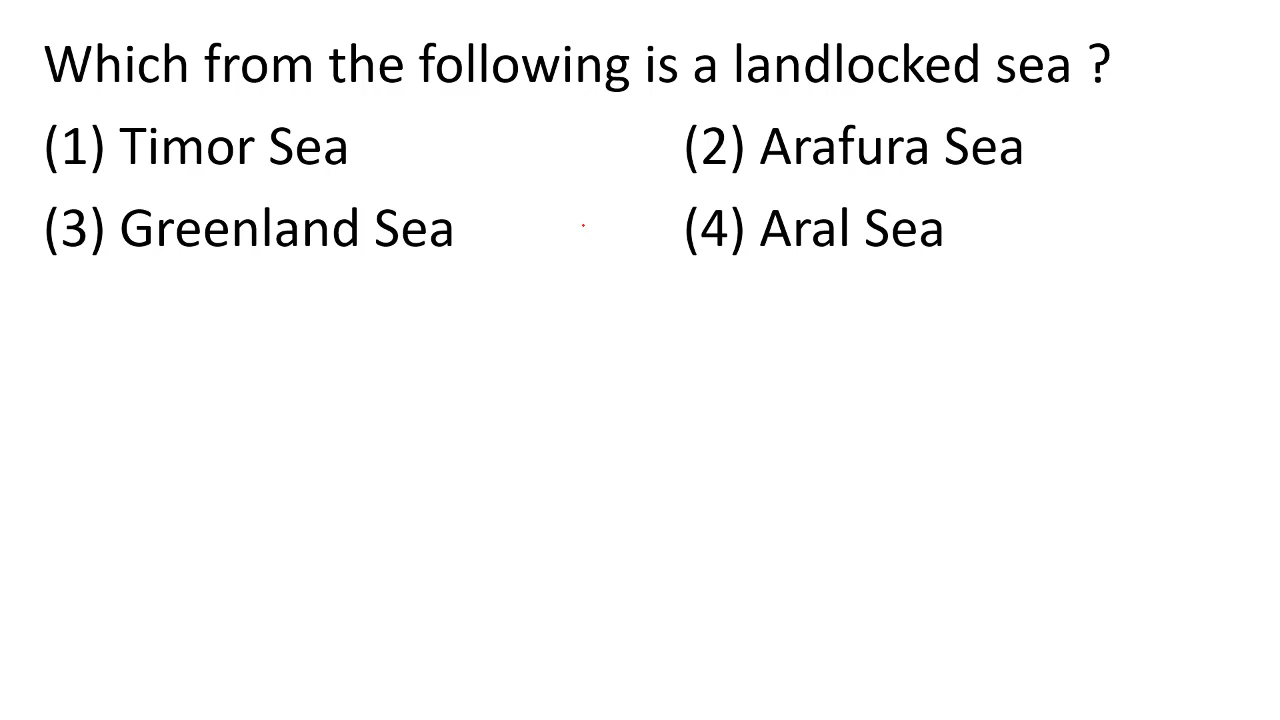 Which from the following is a landlocked sea ?
(1) Timor Sea (2) Arafura Sea
(3) Greenland Sea (4) Aral Sea